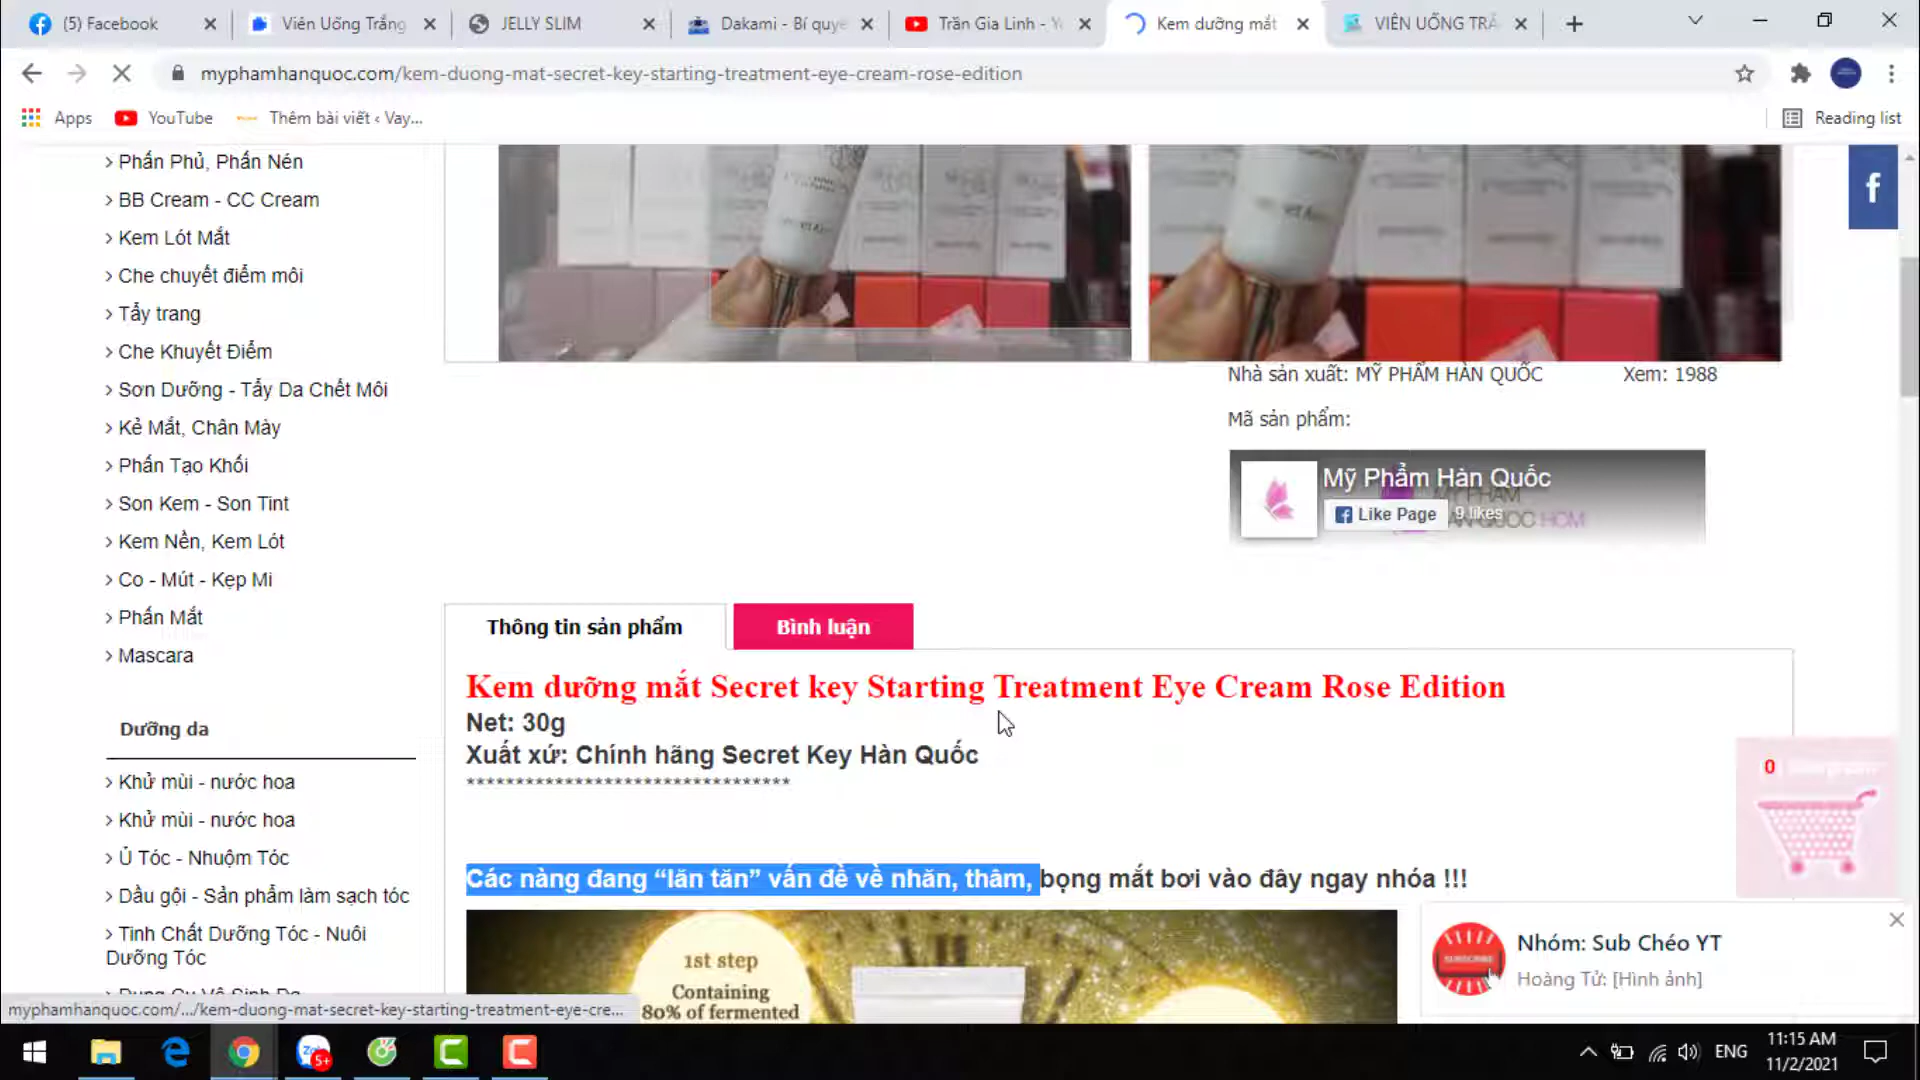 (5) Facebook
Viên Uống Trắng
JELLY SLIM
Dakami - Bí quyế
Trần Gia Linh - Yo
Kem dưỡng mắt
VIÊN UỐNG TRẮ
myphamhanquoc.com/kem-duong-mat-secret-key-starting-treatment-eye-cream-rose-edition
Apps
YouTube
Thêm bài viết ‹ Vay...
Reading list
Phấn Phủ, Phấn Nén
BB Cream - CC Cream
Kem Lót Mắt
Che chuyết điểm môi
Tẩy trang
Che Khuyết Điểm
Sơn Dưỡng - Tẩy Da Chết Môi
Kẻ Mắt, Chân Mày
Phấn Tạo Khối
Son Kem - Son Tint
Kem Nền, Kem Lót
Co - Mút - Kẹp Mi
Phấn Mắt
Mascara
Dưỡng da
Khử mùi - nước hoa
Khử mùi - nước hoa
Ủ Tóc - Nhuộm Tóc
Dầu gội - Sản phẩm làm sạch tóc
Tinh Chất Dưỡng Tóc - Nuôi
Dưỡng Tóc
Nhà sản xuất: MỸ PHẨM HÀN QUỐC
Xem: 1988
Mã sản phẩm:
Mỹ Phẩm Hàn Quốc
Like Page
9 likes
Thông tin sản phẩm
Bình luận
Kem dưỡng mắt Secret key Starting Treatment Eye Cream Rose Edition
Net: 30g
Xuất xứ: Chính hãng Secret Key Hàn Quốc
*********************************
Các nàng đang “lăn tăn” vấn đề về nhăn, thâm, bọng mắt bơi vào đây ngay nhóa !!!
1st step
Containing
80% of fermented
0
Nhóm: Sub Chéo YT
Hoàng Tử: [Hình ảnh]
SUBSCRIBE
myphamhanquoc.com/.../kem-duong-mat-secret-key-starting-treatment-eye-cre...
Zalo
5+
ENG
11:15 AM
11/2/2021